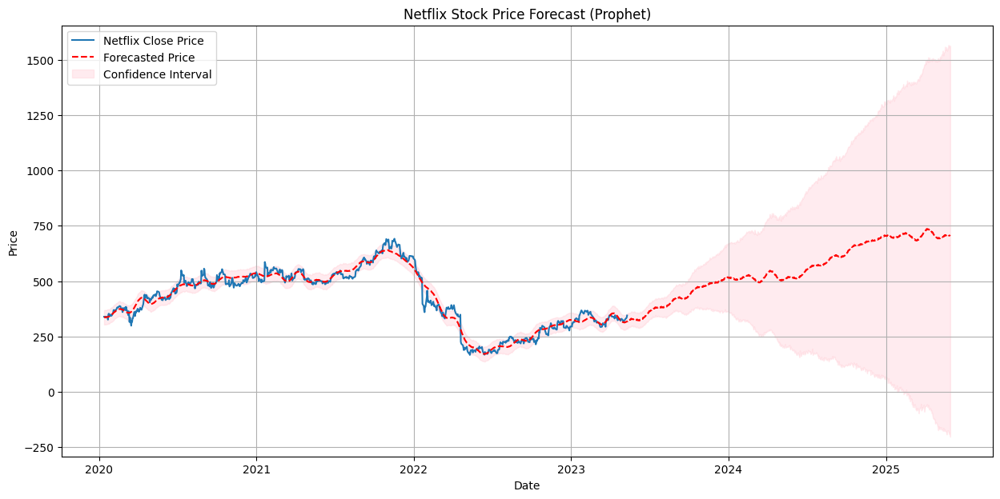 Netflix Stock Price Forecast (Prophet)
Netflix Close Price
Forecasted Price
Confidence Interval
Price
1500
1250
1000
750
500
250
0
−250
2020
2021
2022
2023
2024
2025
Date